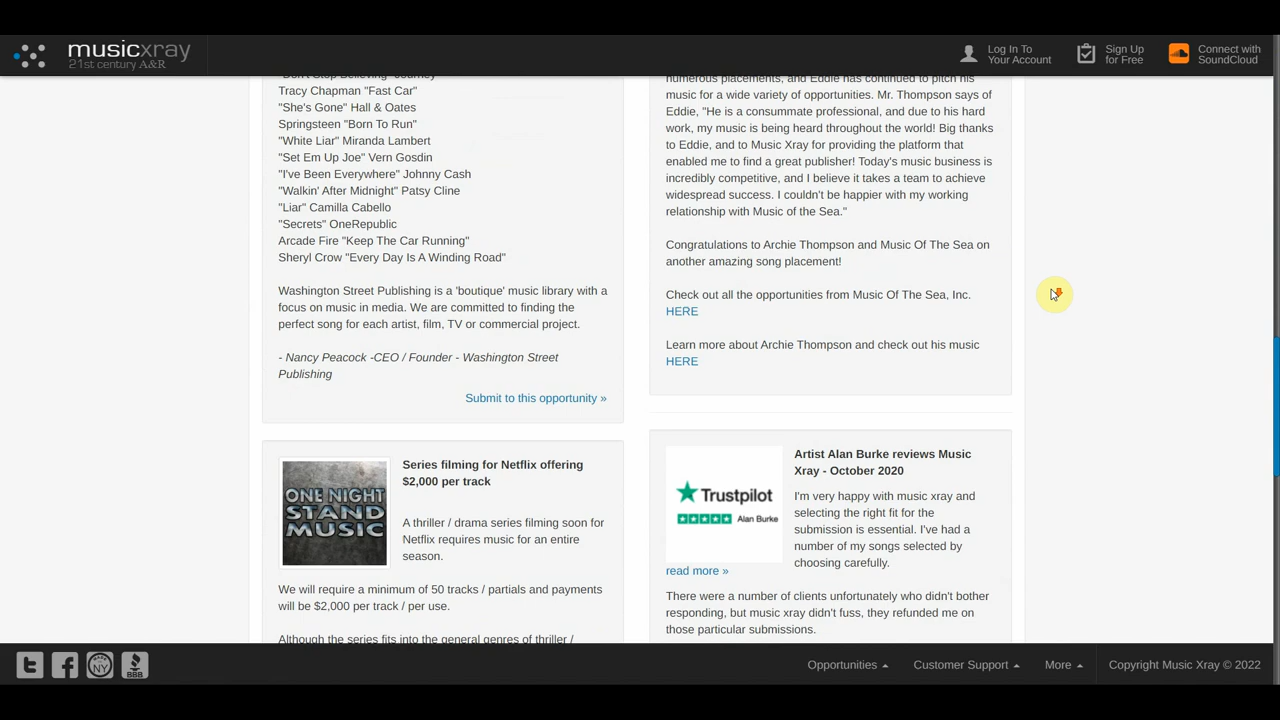 musicxray
21st century A&R
Log In To
Your Account
Sign Up
for Free
Connect with
SoundCloud
"Don't Stop Believing" Journey
Tracy Chapman "Fast Car"
"She's Gone" Hall & Oates
Springsteen "Born To Run"
"White Liar" Miranda Lambert
"Set Em Up Joe" Vern Gosdin
"I've Been Everywhere" Johnny Cash
"Walkin' After Midnight" Patsy Cline
"Liar" Camilla Cabello
"Secrets" OneRepublic
Arcade Fire "Keep The Car Running"
Sheryl Crow "Every Day Is A Winding Road"
Washington Street Publishing is a 'boutique' music library with a
focus on music in media. We are committed to finding the
perfect song for each artist, film, TV or commercial project.
- Nancy Peacock -CEO / Founder - Washington Street
Publishing
Submit to this opportunity »
ONE NIGHT
STAND
MUSIC
Series filming for Netflix offering
$2,000 per track
A thriller / drama series filming soon for
Netflix requires music for an entire
season.
We will require a minimum of 50 tracks / partials and payments
will be $2,000 per track / per use.
Although the series fits into the general genres of thriller /
numerous placements, and Eddie has continued to pitch his
music for a wide variety of opportunities. Mr. Thompson says of
Eddie, "He is a consummate professional, and due to his hard
work, my music is being heard throughout the world! Big thanks
to Eddie, and to Music Xray for providing the platform that
enabled me to find a great publisher! Today's music business is
incredibly competitive, and I believe it takes a team to achieve
widespread success. I couldn't be happier with my working
relationship with Music of the Sea."
Congratulations to Archie Thompson and Music Of The Sea on
another amazing song placement!
Check out all the opportunities from Music Of The Sea, Inc.
HERE
Learn more about Archie Thompson and check out his music
HERE
Trustpilot
Alan Burke
Artist Alan Burke reviews Music
Xray - October 2020
I'm very happy with music xray and
selecting the right fit for the
submission is essential. I've had a
number of my songs selected by
choosing carefully.
read more »
There were a number of clients unfortunately who didn't bother
responding, but music xray didn't fuss, they refunded me on
those particular submissions.
NY
BBB
Opportunities
Customer Support
More
Copyright Music Xray © 2022